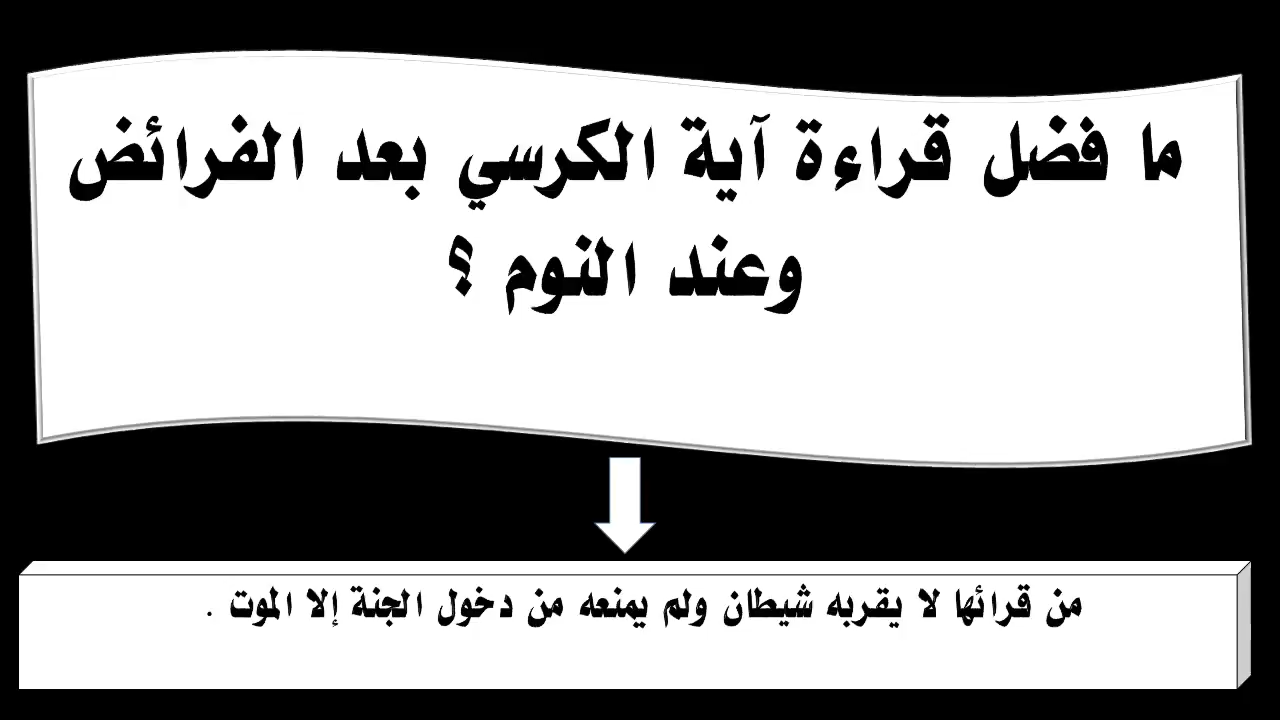 ما فضل قراءة آية الكرسي بعد الفرائض
وعند النوم ؟
من قرائها لا يقربه شيطان ولم يمنعه من دخول الجنة إلا الموت .